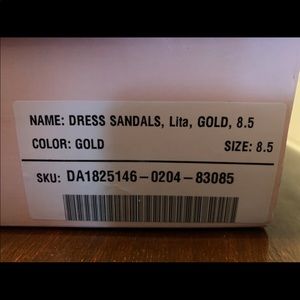 NAME: DRESS SANDALS, Lita, GOLD, 8.5
COLOR: GOLD SIZE: 8.5
SKU: DA1825146-0204-83085